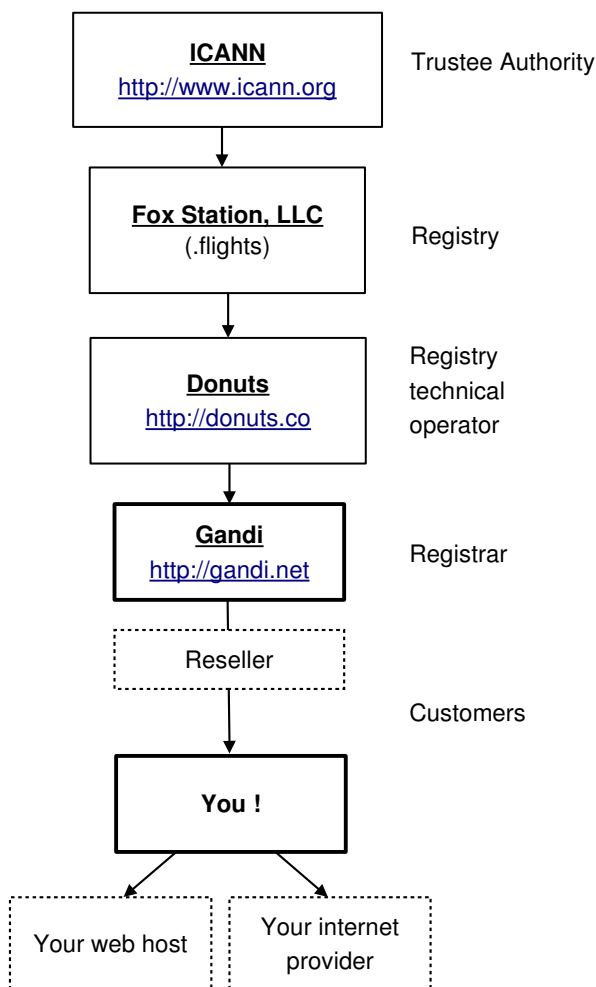 ICANN
http://www.icann.org
Trustee Authority
Fox Station, LLC
(.flights)
Registry
Donuts
http://donuts.co
Registry
technical
operator
Gandi
http://gandi.net
Registrar
Reseller
Customers
You !
Your web host
Your internet
provider